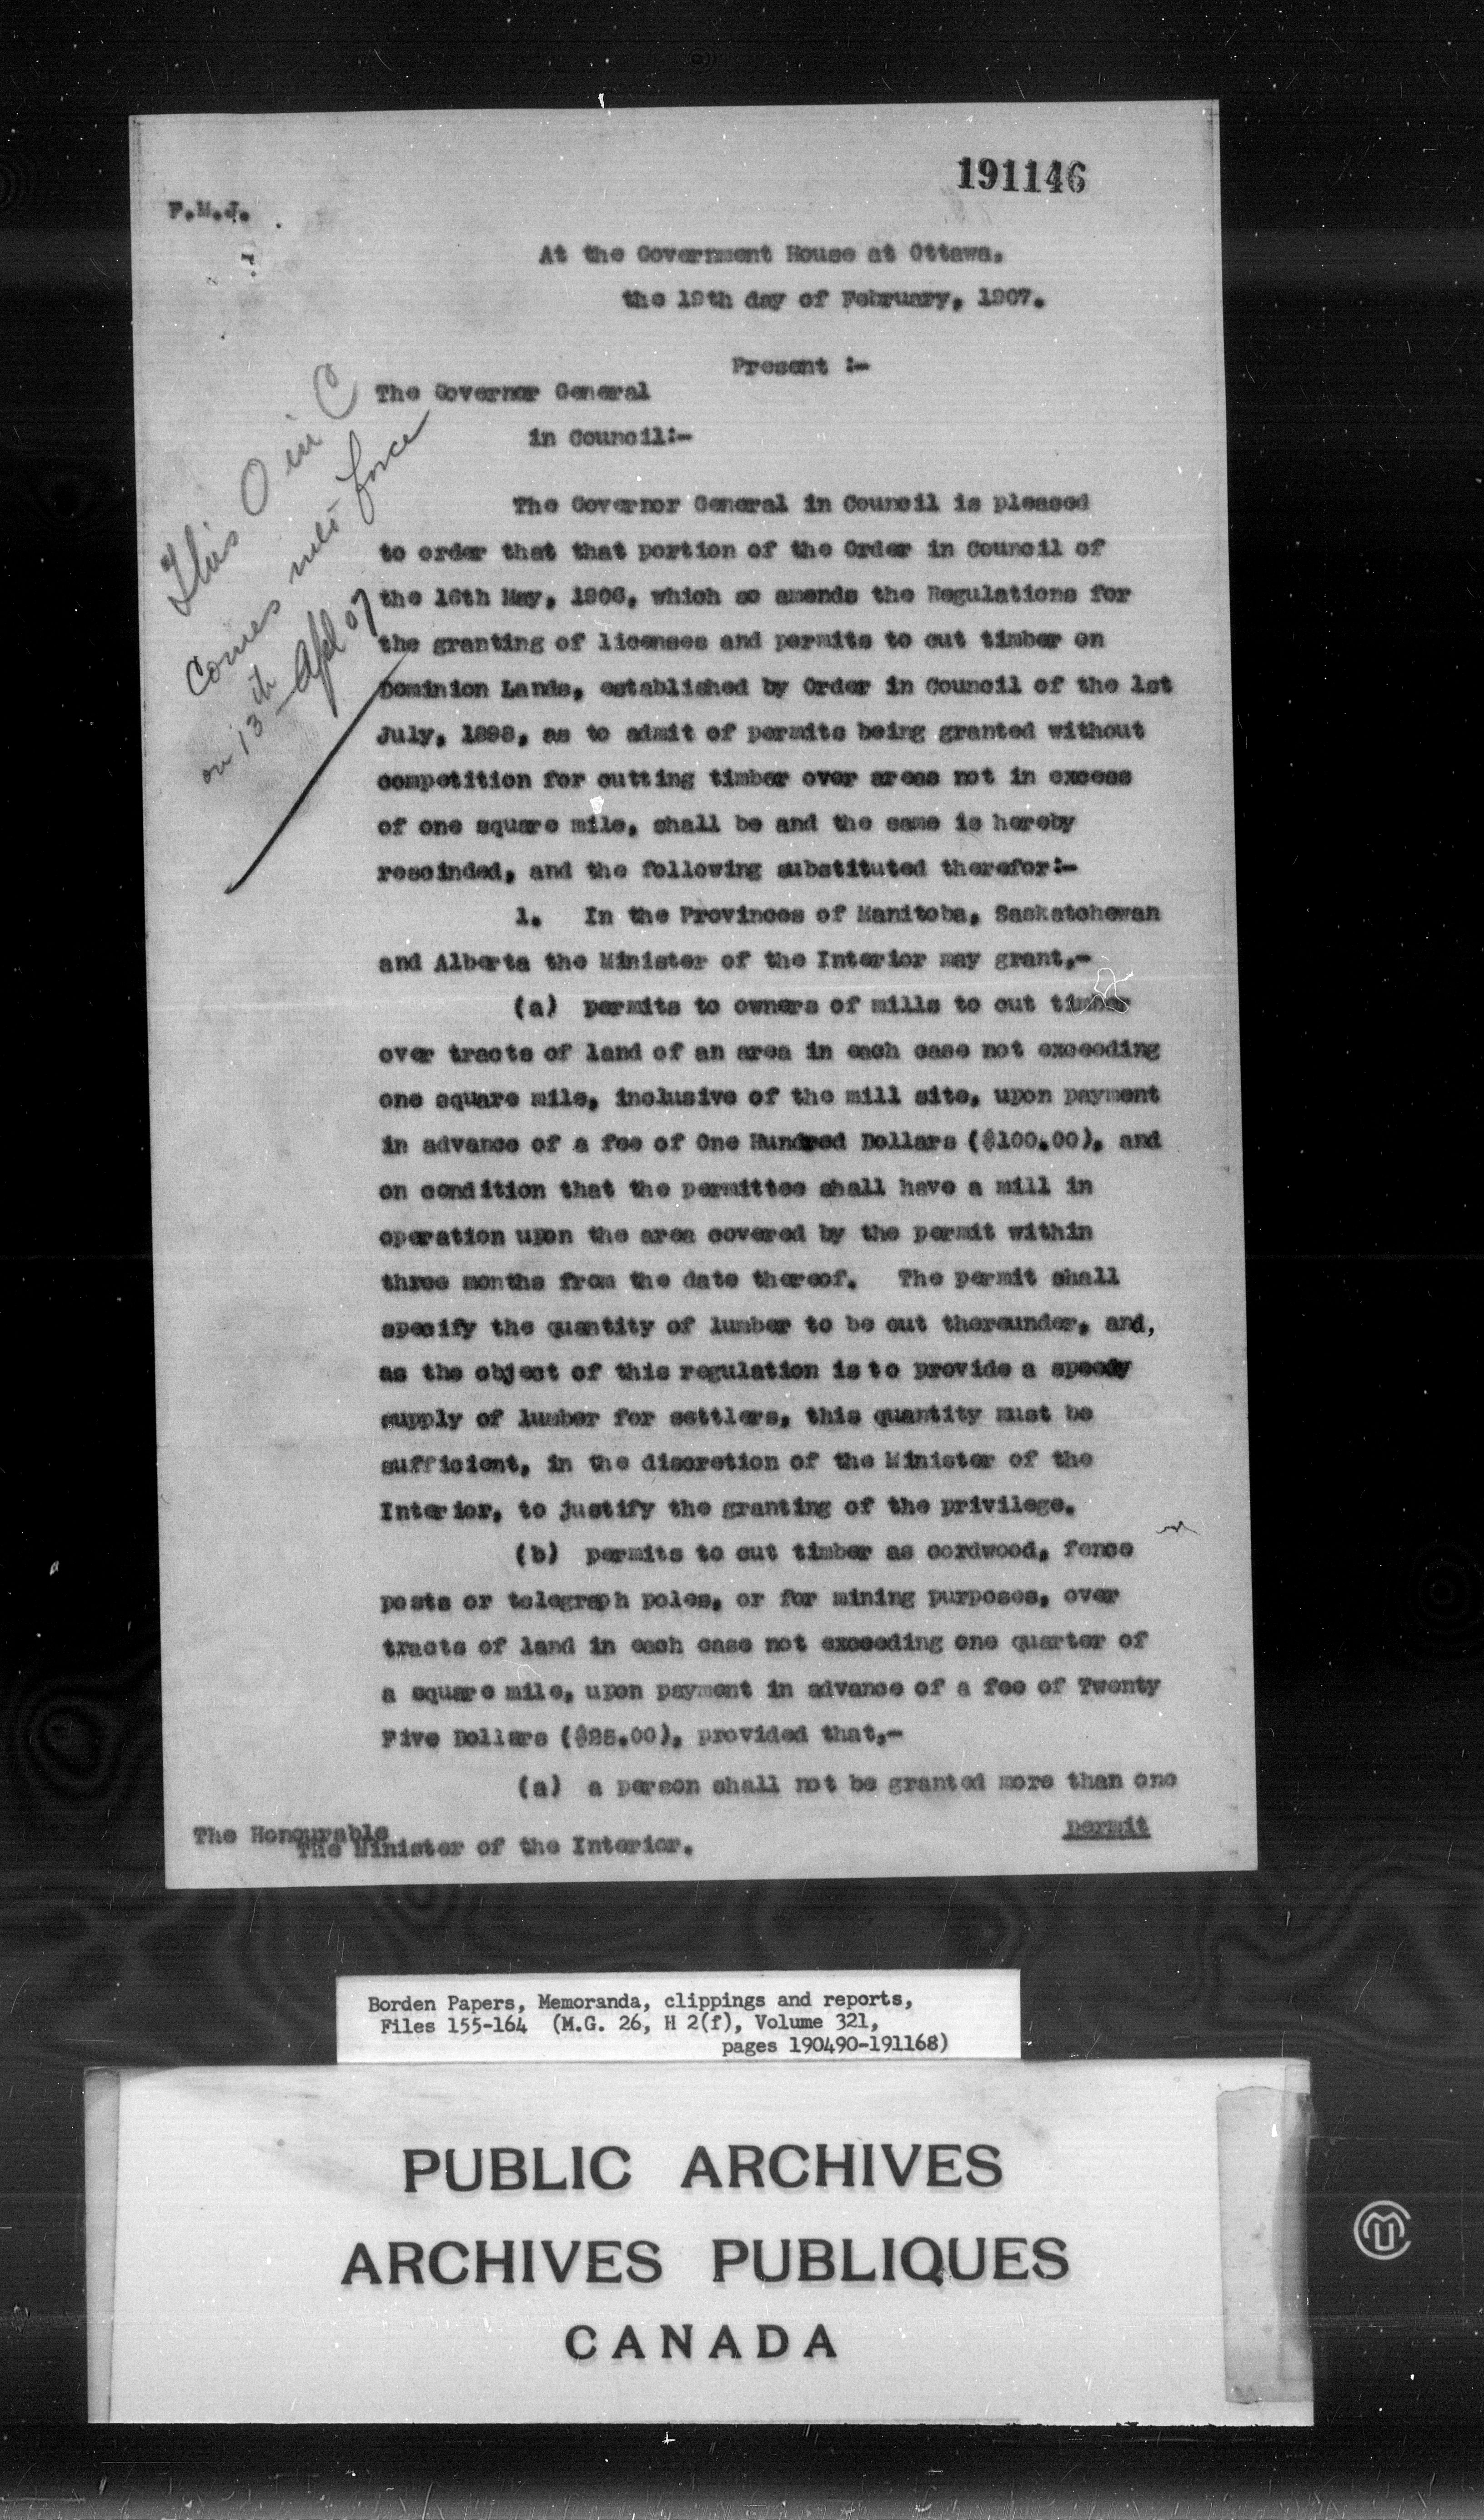 191146
F.M.J.
At the Government House at Ottawa,
the 19th day of February, 1907.
Present :-
The Governor General
in Council:-
This O in C
comes into force
on 13th Apl 07
The Governor General in Council is pleased
to order that that portion of the Order in Council of
the 16th May, 1906, which so amends the Regulations for
the granting of licenses and permits to cut timber on
Dominion Lands, established by Order in Council of the 1st
July, 1898, as to admit of permits being granted without
competition for cutting timber over areas not in excess
of one square mile, shall be and the same is hereby
rescinded, and the following substituted therefor:-
1. In the Provinces of Manitoba, Saskatchewan
and Alberta the Minister of the Interior may grant,-
(a) permits to owners of mills to cut timber
over tracts of land of an area in each case not exceeding
one square mile, inclusive of the mill site, upon payment
in advance of a fee of One Hundred Dollars ($100.00), and
on condition that the permittee shall have a mill in
operation upon the area covered by the permit within
three months from the date thereof. The permit shall
specify the quantity of lumber to be cut thereunder, and,
as the object of this regulation is to provide a speedy
supply of lumber for settlers, this quantity must be
sufficient, in the discretion of the Minister of the
Interior, to justify the granting of the privilege.
(b) permits to cut timber as cordwood, fence
posts or telegraph poles, or for mining purposes, over
tracts of land in each case not exceeding one quarter of
a square mile, upon payment in advance of a fee of Twenty
Five Dollars ($25.00), provided that,-
(a) a person shall not be granted more than one
permit
The Honourable
The Minister of the Interior.
Borden Papers, Memoranda, clippings and reports,
Files 155-164 (M.G. 26, H 2(f), Volume 321,
pages 190490-191168)
PUBLIC ARCHIVES
ARCHIVES PUBLIQUES
CANADA